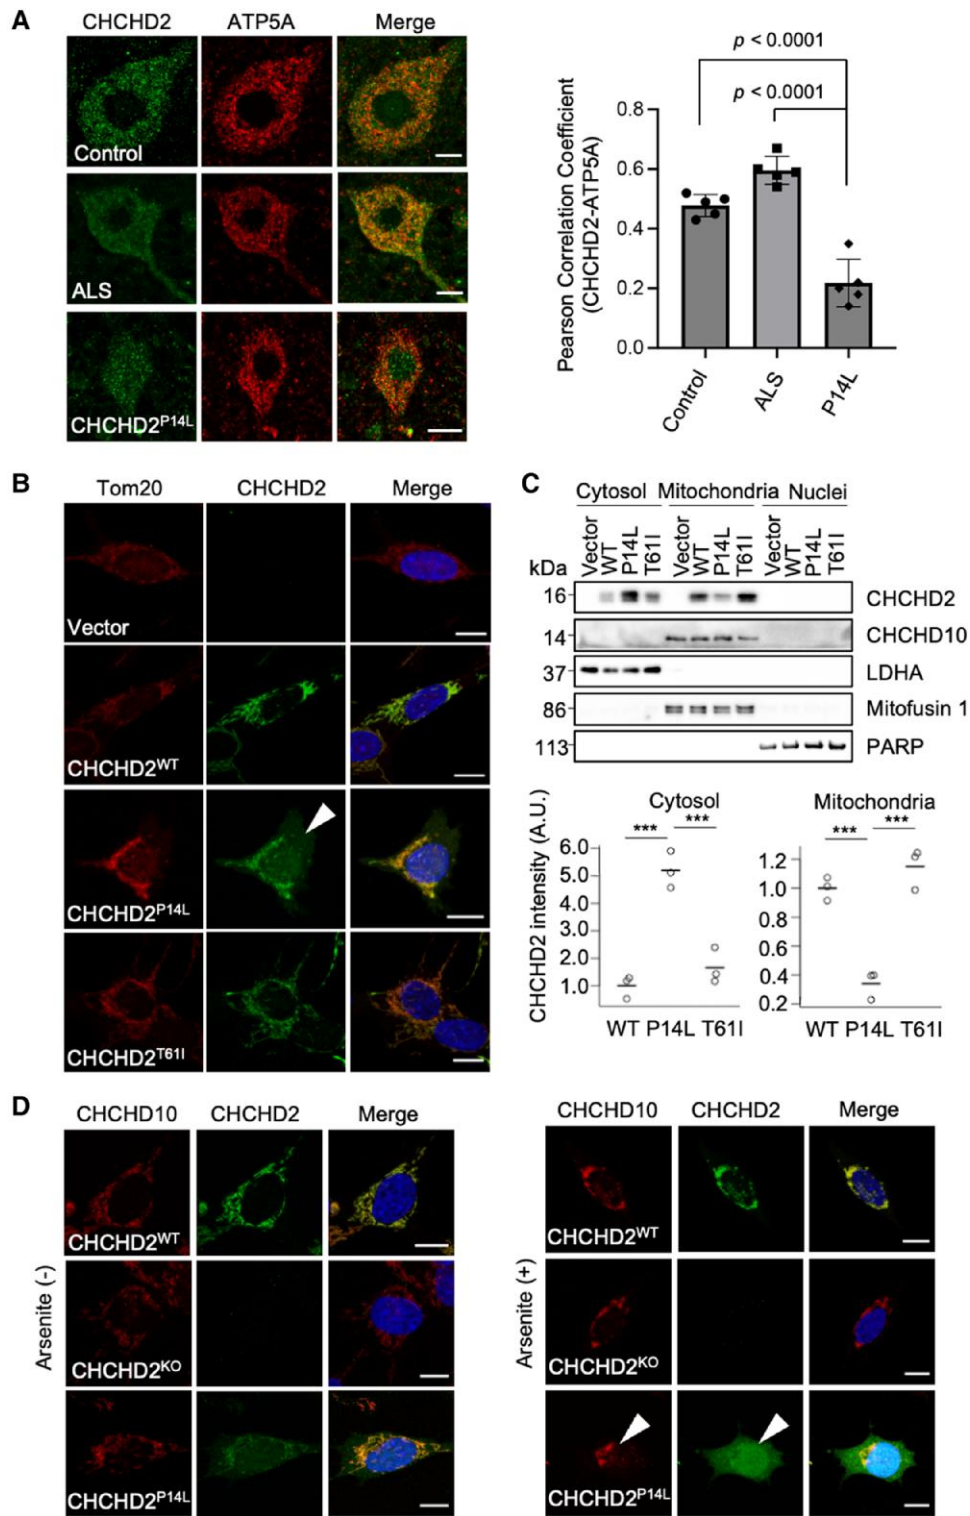 A
CHCHD2 ATP5A Merge
Control
ALS
CHCHD2P14L
p < 0.0001
p < 0.0001
Pearson Correlation Coefficient
(CHCHD2-ATP5A)
0.8
0.6
0.4
0.2
0.0
Control ALS P14L
B
Tom20 CHCHD2 Merge
Vector
CHCHD2WT
CHCHD2P14L
CHCHD2T61I
C
Cytosol Mitochondria Nuclei
Vector WT P14L T61I Vector WT P14L T61I Vector WT P14L T61I
kDa
16 CHCHD2
14 CHCHD10
37 LDHA
86 Mitofusin 1
113 PARP
CHCHD2 intensity (A.U.)
Cytosol
*** ***
6.0
5.0
4.0
3.0
2.0
1.0
WT P14L T61I
Mitochondria
*** ***
1.2
1.0
0.8
0.6
0.4
0.2
WT P14L T61I
D
Arsenite (-)
CHCHD10 CHCHD2 Merge
CHCHD2WT
CHCHD2KO
CHCHD2P14L
Arsenite (+)
CHCHD10 CHCHD2 Merge
CHCHD2WT
CHCHD2KO
CHCHD2P14L